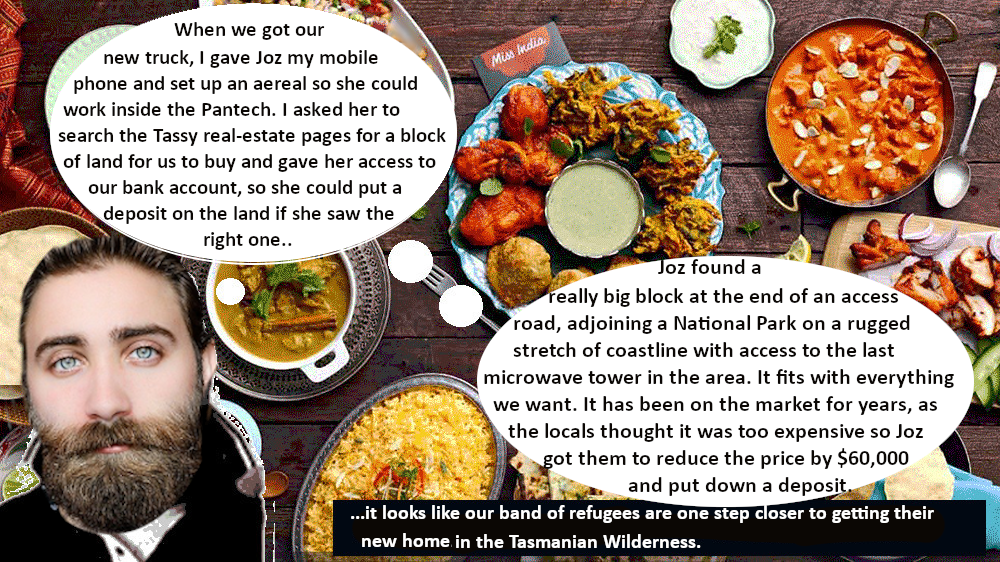 When we got our
new truck, I gave Joz my mobile
phone and set up an aereal so she could
work inside the Pantech. I asked her to
search the Tassy real-estate pages for a block
of land for us to buy and gave her access to
our bank account, so she could put a
deposit on the land if she saw the
right one..
Miss India
Joz found a
really big block at the end of an access
road, adjoining a National Park on a rugged
stretch of coastline with access to the last
microwave tower in the area. It fits with everything
we want. It has been on the market for years, as
the locals thought it was too expensive so Joz
got them to reduce the price by $60,000
and put down a deposit.
...it looks like our band of refugees are one step closer to getting their
new home in the Tasmanian Wilderness.